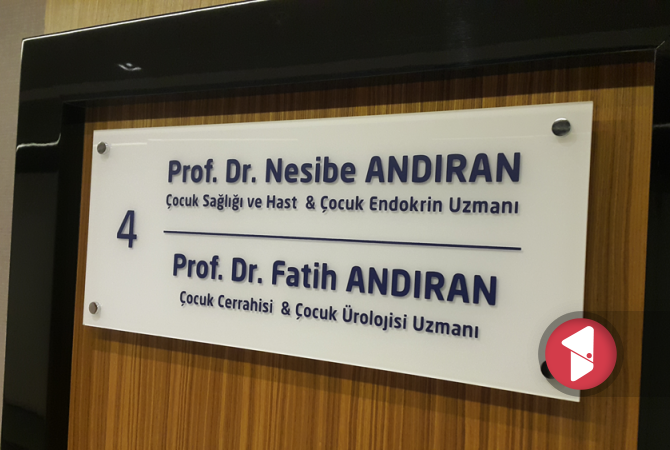 Prof. Dr. Nesibe ANDIRAN
Çocuk Sağlığı ve Hast & Çocuk Endokrin Uzmanı
4
Prof. Dr. Fatih ANDIRAN
Çocuk Cerrahisi & Çocuk Ürolojisi Uzmanı